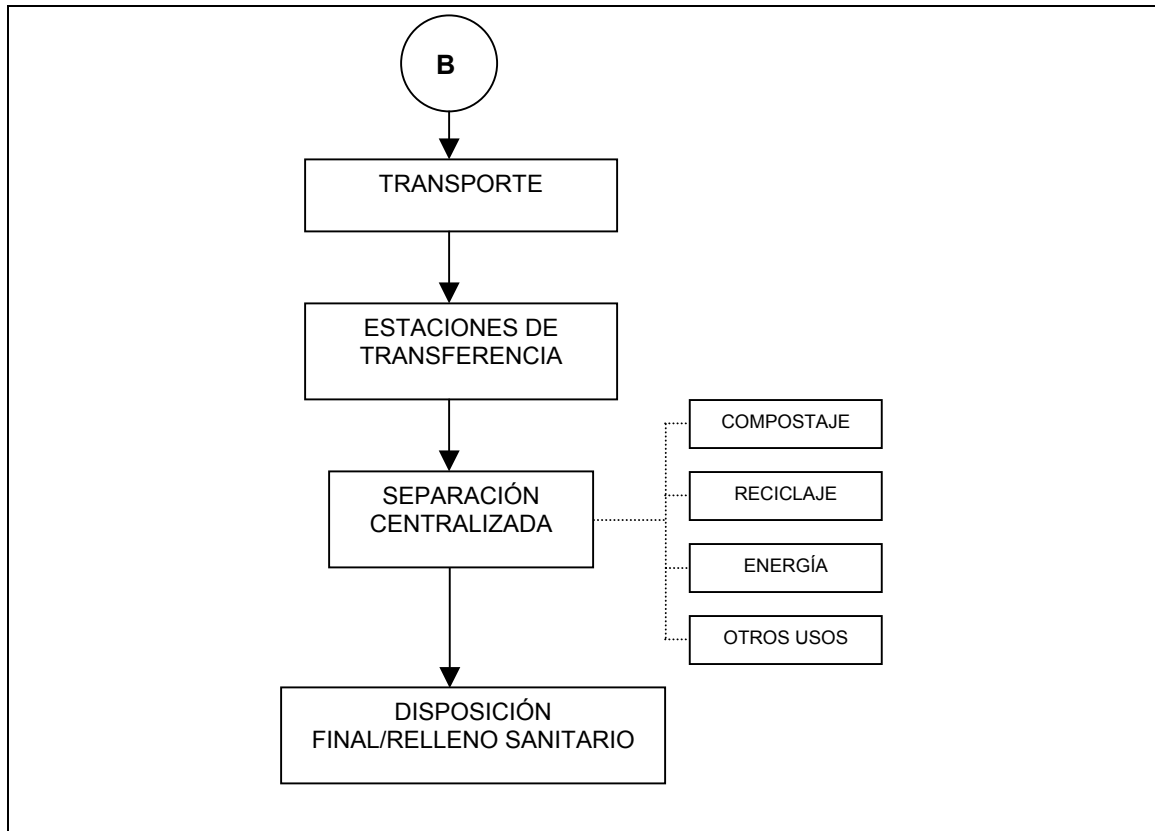 B
TRANSPORTE
ESTACIONES DE
TRANSFERENCIA
SEPARACIÓN
CENTRALIZADA
COMPOSTAJE
RECICLAJE
ENERGÍA
OTROS USOS
DISPOSICIÓN
FINAL/RELLENO SANITARIO